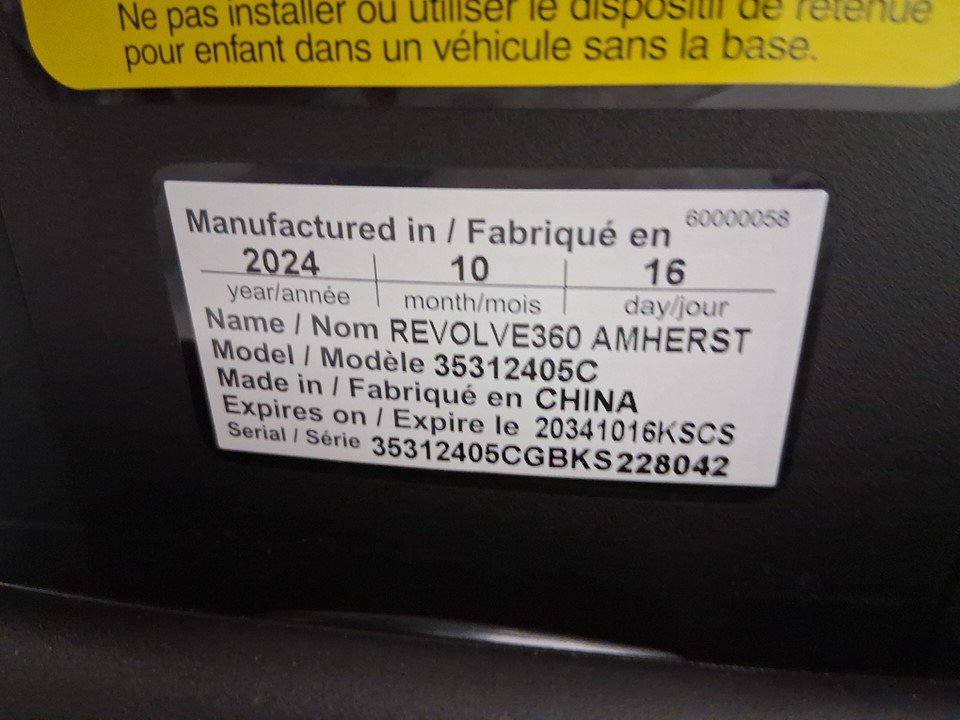 Ne pas installer ou utiliser le dispositif de retenue
pour enfant dans un véhicule sans la base.
Manufactured in / Fabriqué en 60000058
2024 10 16
year/année month/mois day/jour
Name / Nom REVOLVE360 AMHERST
Model / Modèle 35312405C
Made in / Fabriqué en CHINA
Expires on / Expire le 20341016KSCS
Serial / Série 35312405CGBKS228042